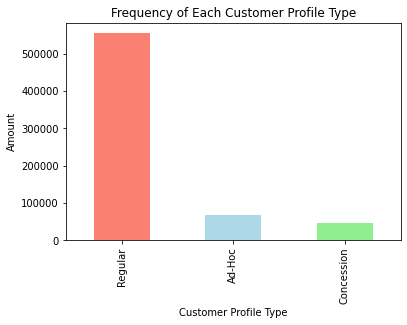 Frequency of Each Customer Profile Type
Amount
500000
400000
300000
200000
100000
0
Regular
Ad-Hoc
Concession
Customer Profile Type